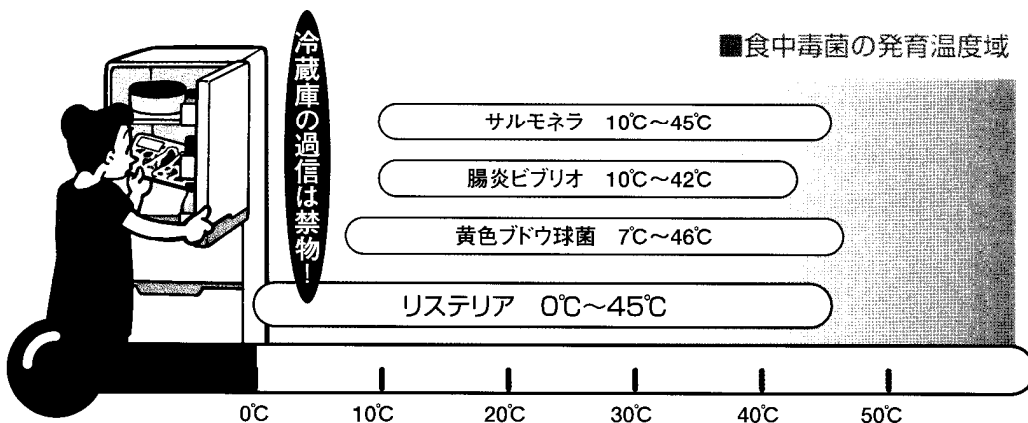 ■食中毒菌の発育温度域
冷蔵庫の過信は禁物！
サルモネラ 10℃～45℃
腸炎ビブリオ 10℃～42℃
黄色ブドウ球菌 7℃～46℃
リステリア 0℃～45℃
0℃ 10℃ 20℃ 30℃ 40℃ 50℃